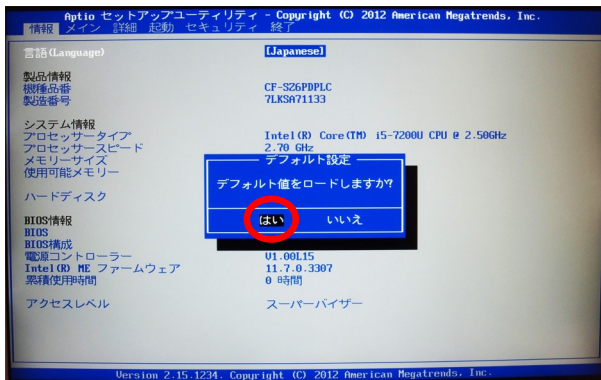 Aptio セットアップユーティリティ - Copyright (C) 2012 American Megatrends, Inc.
情報 メイン 詳細 起動 セキュリティ 終了
言語(Language) [Japanese]
製品情報
機種品番 CF-SZ6PDPLC
製造番号 7LKSA71133
システム情報
プロセッサータイプ Intel(R) Core(TM) i5-7200U CPU @ 2.50GHz
プロセッサースピード 2.70 GHz
メモリーサイズ
使用可能メモリー
デフォルト設定
デフォルト値をロードしますか?
はい いいえ
ハードディスク
BIOS情報
BIOS
BIOS構成
電源コントローラー V1.00L15
Intel(R) ME ファームウェア 11.7.0.3307
累積使用時間 0 時間
アクセスレベル スーパーバイザー
Version 2.15.1234. Copyright (C) 2012 American Megatrends, Inc.